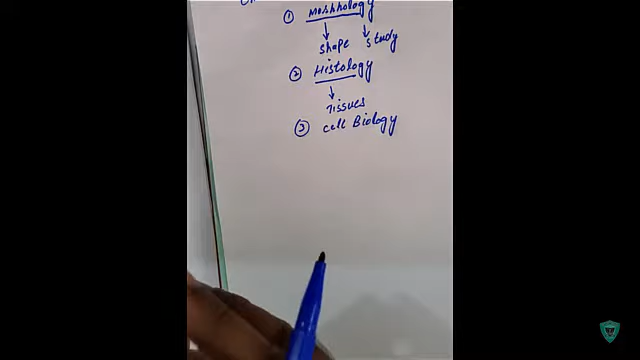 ① Morphology
↓ ↓
shape study
② Histology
↓
Tissues
③ cell Biology